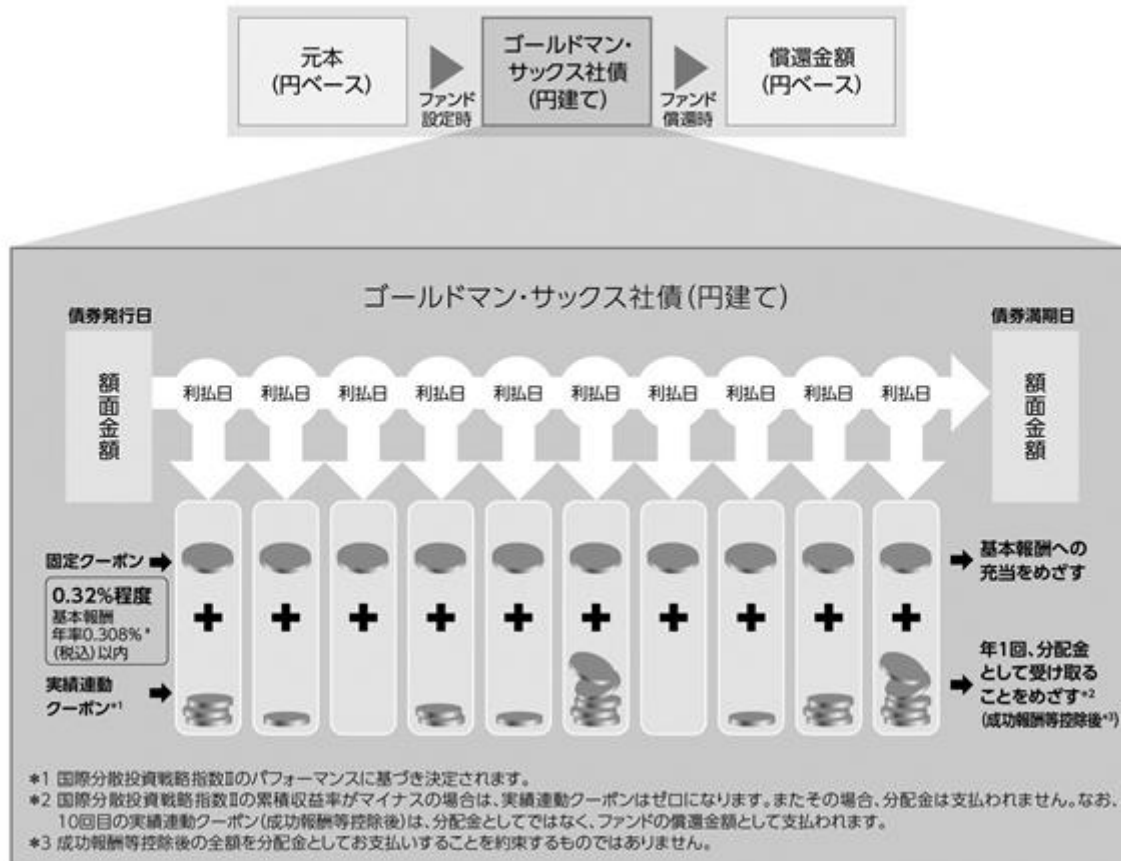 元本
(円ベース)
ファンド
設定時
ゴールドマン・
サックス社債
(円建て)
ファンド
償還時
償還金額
(円ベース)
ゴールドマン・サックス社債(円建て)
債券発行日
額面金額
利払日 利払日 利払日 利払日 利払日 利払日 利払日 利払日 利払日 利払日
債券満期日
額面金額
固定クーポン
0.32%程度
基本報酬
年率0.308%*
(税込)以内
実績連動
クーポン*1
+ + + + + + + + + +
基本報酬への
充当をめざす
年1回、分配金
として受け取る
ことをめざす*2
(成功報酬等控除後*3)
*1 国際分散投資戦略指数Ⅱのパフォーマンスに基づき決定されます。
*2 国際分散投資戦略指数Ⅱの累積収益率がマイナスの場合は、実績連動クーポンはゼロになります。またその場合、分配金は支払われません。なお、
10回目の実績連動クーポン(成功報酬等控除後)は、分配金としてではなく、ファンドの償還金額として支払われます。
*3 成功報酬等控除後の全額を分配金としてお支払いすることを約束するものではありません。